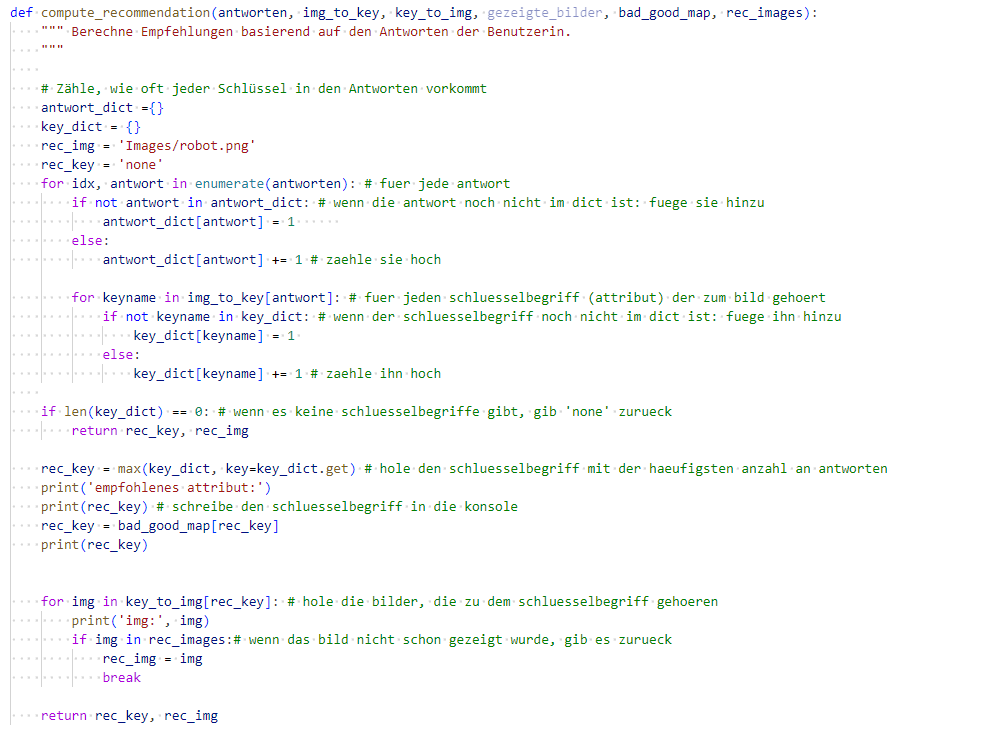 def compute_recommendation(antworten, img_to_key, key_to_img, gezeigte_bilder, bad_good_map, rec_images):
    """ Berechne Empfehlungen basierend auf den Antworten der Benutzerin.
    """
    # Zähle, wie oft jeder Schlüssel in den Antworten vorkommt
    antwort_dict ={}
    key_dict = {}
    rec_img = 'Images/robot.png'
    rec_key = 'none'
    for idx, antwort in enumerate(antworten): # fuer jede antwort
        if not antwort in antwort_dict: # wenn die antwort noch nicht im dict ist: fuege sie hinzu
            antwort_dict[antwort] = 1
        else:
            antwort_dict[antwort] += 1 # zaehle sie hoch
        for keyname in img_to_key[antwort]: # fuer jeden schluesselbegriff (attribut) der zum bild gehoert
            if not keyname in key_dict: # wenn der schluesselbegriff noch nicht im dict ist: fuege ihn hinzu
                key_dict[keyname] = 1
            else:
                key_dict[keyname] += 1 # zaehle ihn hoch
    if len(key_dict) == 0: # wenn es keine schluesselbegriffe gibt, gib 'none' zurueck
        return rec_key, rec_img
    rec_key = max(key_dict, key=key_dict.get) # hole den schluesselbegriff mit der haeufigsten anzahl an antworten
    print('empfohlenes attribut:')
    print(rec_key) # schreibe den schluesselbegriff in die konsole
    rec_key = bad_good_map[rec_key]
    print(rec_key)
    for img in key_to_img[rec_key]: # hole die bilder, die zu dem schluesselbegriff gehoeren
        print('img:', img)
        if img in rec_images:# wenn das bild nicht schon gezeigt wurde, gib es zurueck
            rec_img = img
            break
    return rec_key, rec_img